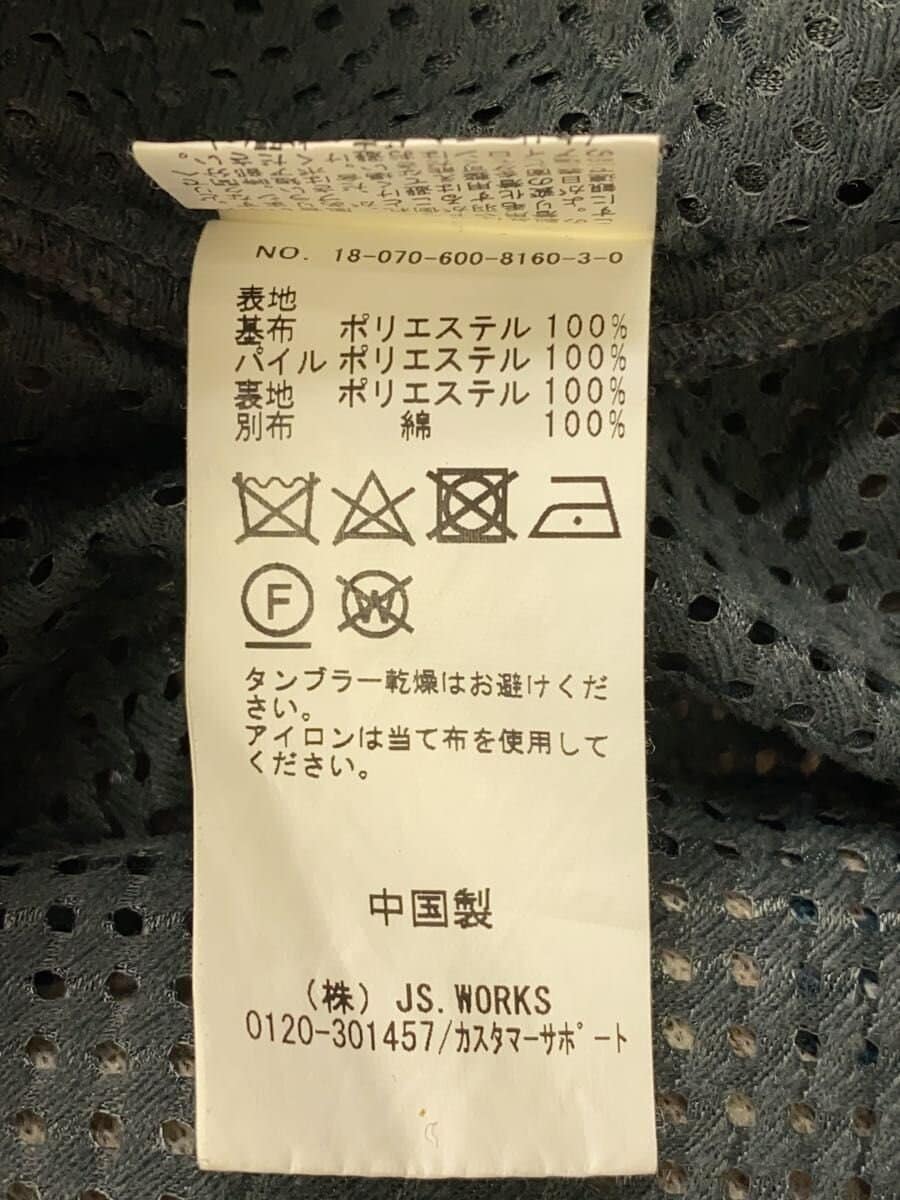 NO. 18-070-600-8160-3-0
表地
基布 ポリエステル 100%
パイル ポリエステル 100%
裏地 ポリエステル 100%
別布 綿 100%
F
W
タンブラー乾燥はお避けくだ
さい。
アイロンは当て布を使用して
ください。
中国製
(株) JS.WORKS
0120-301457/カスタマーサポート